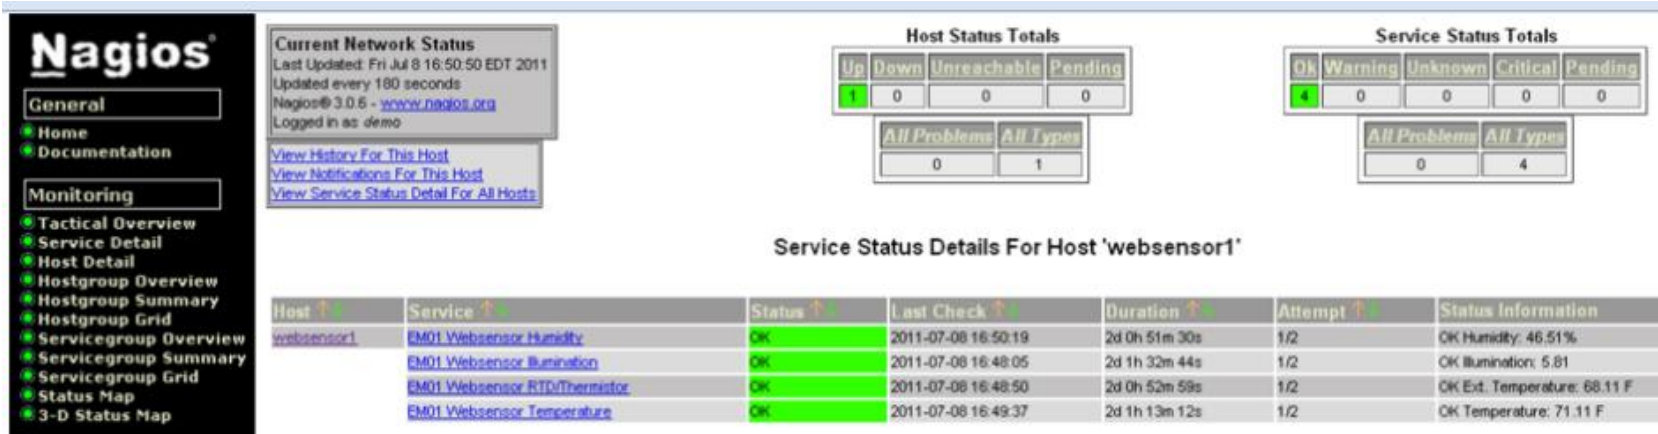 Nagios®
General
Home
Documentation
Monitoring
Tactical Overview
Service Detail
Host Detail
Hostgroup Overview
Hostgroup Summary
Hostgroup Grid
Servicegroup Overview
Servicegroup Summary
Servicegroup Grid
Status Map
3-D Status Map
Current Network Status
Last Updated: Fri Jul 8 16:50:50 EDT 2011
Updated every 180 seconds
Nagios® 3.0.6 - www.nagios.org
Logged in as demo
View History For This Host
View Notifications For This Host
View Service Status Detail For All Hosts
Host Status Totals
Up Down Unreachable Pending
1 0 0 0
All Problems All Types
0 1
Service Status Totals
Ok Warning Unknown Critical Pending
4 0 0 0 0
All Problems All Types
0 4
Service Status Details For Host 'websensor1'
Host Service Status Last Check Duration Attempt Status Information
websensor1 EM01 Websensor Humidity OK 2011-07-08 16:50:19 2d 0h 51m 30s 1/2 OK Humidity: 46.51%
EM01 Websensor Illumination OK 2011-07-08 16:48:05 2d 1h 32m 44s 1/2 OK Illumination: 5.81
EM01 Websensor RTD/Thermistor OK 2011-07-08 16:48:50 2d 0h 52m 59s 1/2 OK Ext. Temperature: 68.11 F
EM01 Websensor Temperature OK 2011-07-08 16:49:37 2d 1h 13m 12s 1/2 OK Temperature: 71.11 F